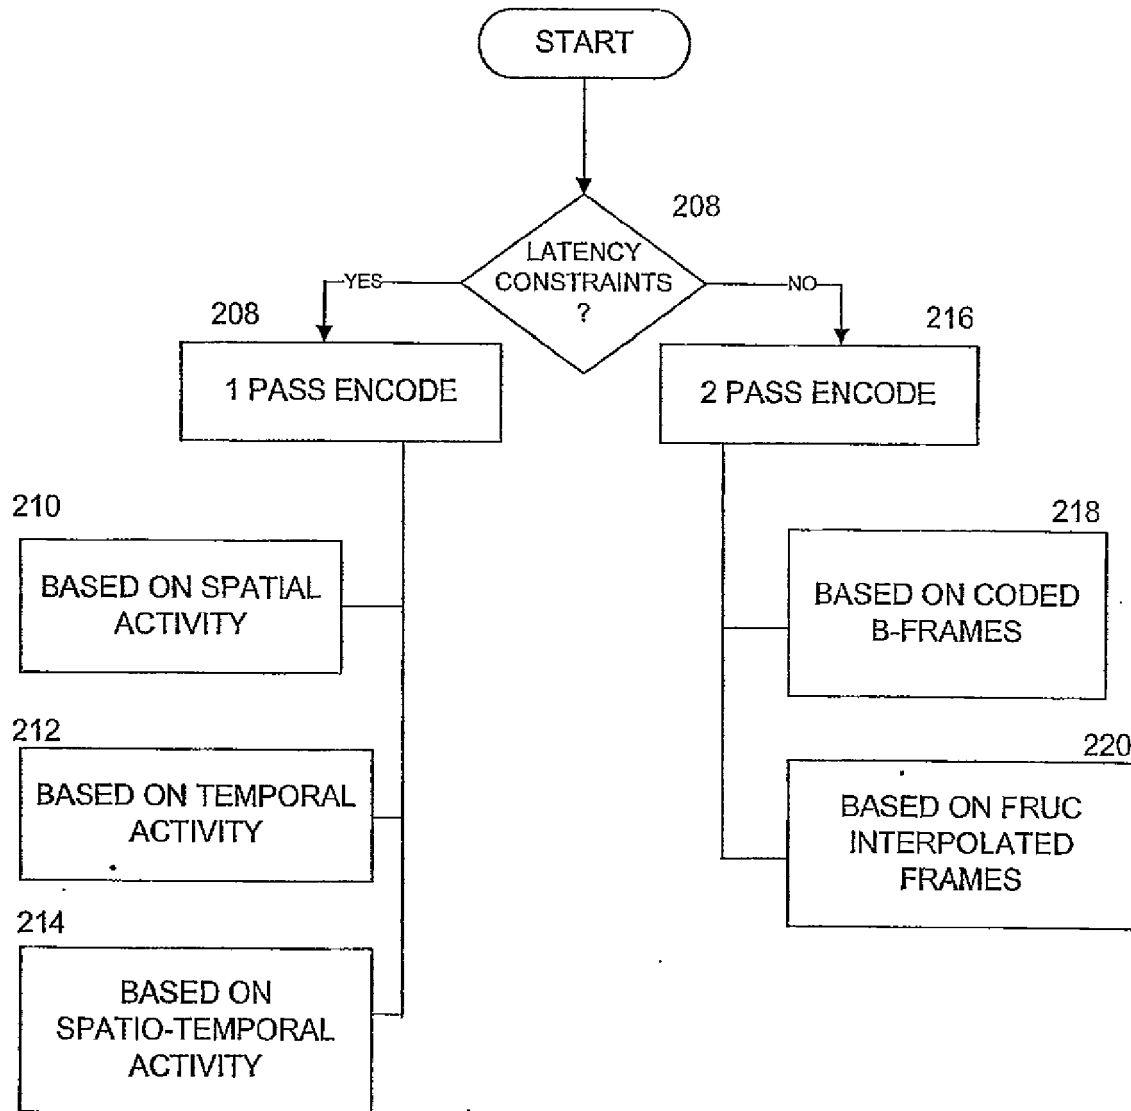 START
208
LATENCY
CONSTRAINTS
?
YES
NO
208
1 PASS ENCODE
216
2 PASS ENCODE
210
BASED ON SPATIAL
ACTIVITY
218
BASED ON CODED
B-FRAMES
212
BASED ON TEMPORAL
ACTIVITY
220
BASED ON FRUC
INTERPOLATED
FRAMES
214
BASED ON
SPATIO-TEMPORAL
ACTIVITY